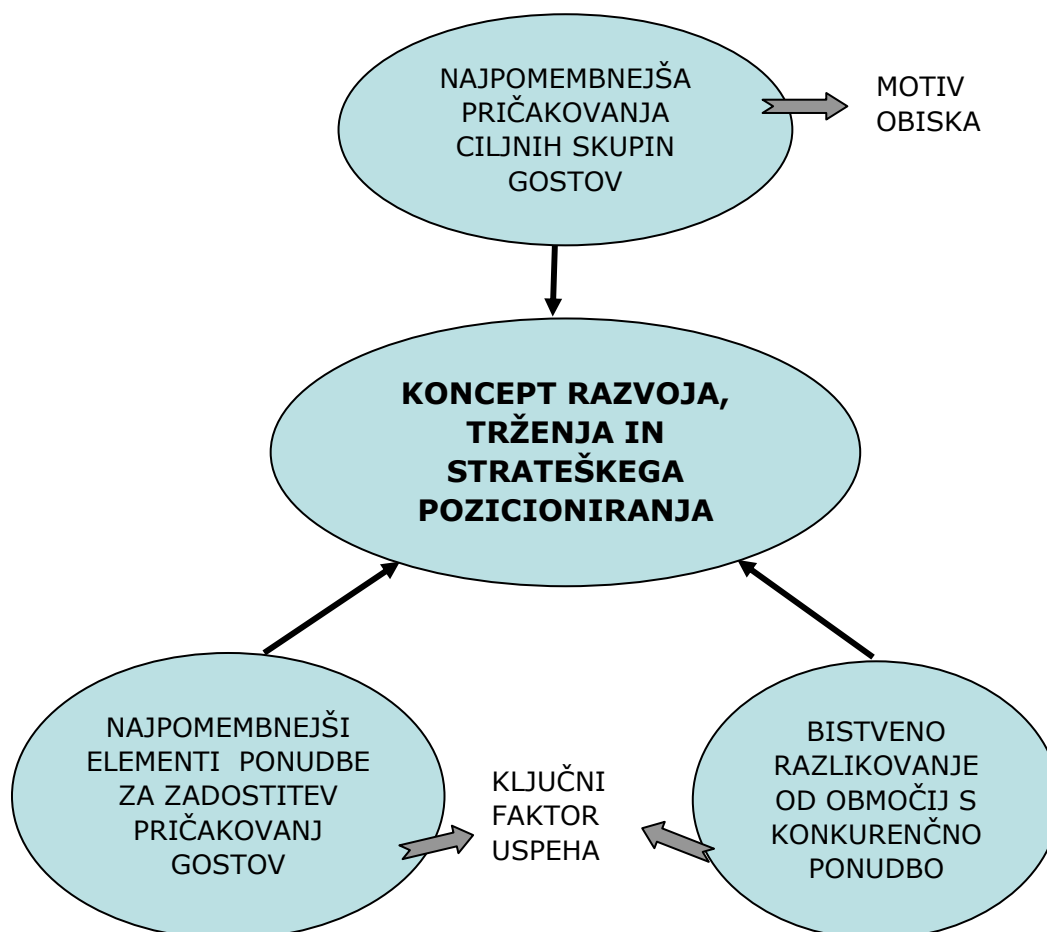 NAJPOMEMBNEJŠA
PRIČAKOVANJA
CILJNIH SKUPIN
GOSTOV
MOTIV
OBISKA
KONCEPT RAZVOJA,
TRŽENJA IN
STRATEŠKEGA
POZICIONIRANJA
NAJPOMEMBNEJŠI
ELEMENTI PONUDBE
ZA ZADOSTITEV
PRIČAKOVANJ
GOSTOV
KLJUČNI
FAKTOR
USPEHA
BISTVENO
RAZLIKOVANJE
OD OBMOČIJ S
KONKURENČNO
PONUDBO